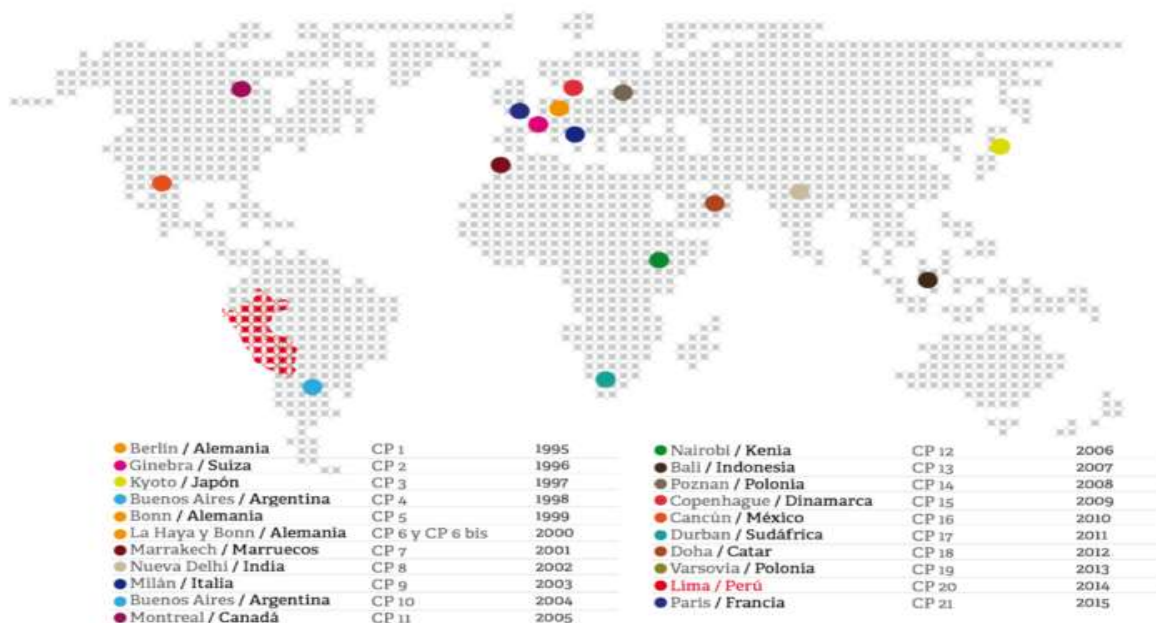 Berlín / Alemania CP 1 1995
Ginebra / Suiza CP 2 1996
Kyoto / Japón CP 3 1997
Buenos Aires / Argentina CP 4 1998
Bonn / Alemania CP 5 1999
La Haya y Bonn / Alemania CP 6 y CP 6 bis 2000
Marrakech / Marruecos CP 7 2001
Nueva Delhi / India CP 8 2002
Milán / Italia CP 9 2003
Buenos Aires / Argentina CP 10 2004
Montreal / Canadá CP 11 2005
Nairobi / Kenia CP 12 2006
Bali / Indonesia CP 13 2007
Poznan / Polonia CP 14 2008
Copenhague / Dinamarca CP 15 2009
Cancún / México CP 16 2010
Durban / Sudáfrica CP 17 2011
Doha / Catar CP 18 2012
Varsovia / Polonia CP 19 2013
Lima / Perú CP 20 2014
Paris / Francia CP 21 2015